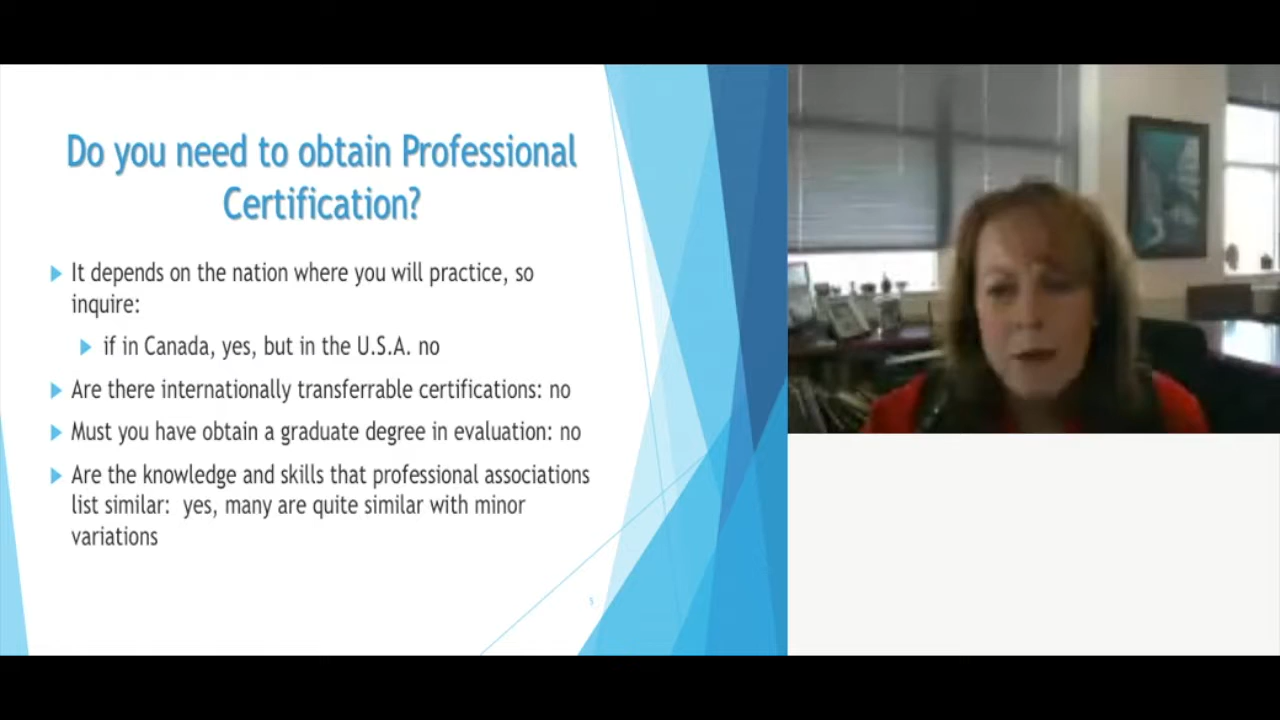 Do you need to obtain Professional
Certification?
It depends on the nation where you will practice, so
inquire:
if in Canada, yes, but in the U.S.A. no
Are there internationally transferrable certifications: no
Must you have obtain a graduate degree in evaluation: no
Are the knowledge and skills that professional associations
list similar:  yes, many are quite similar with minor
variations
5